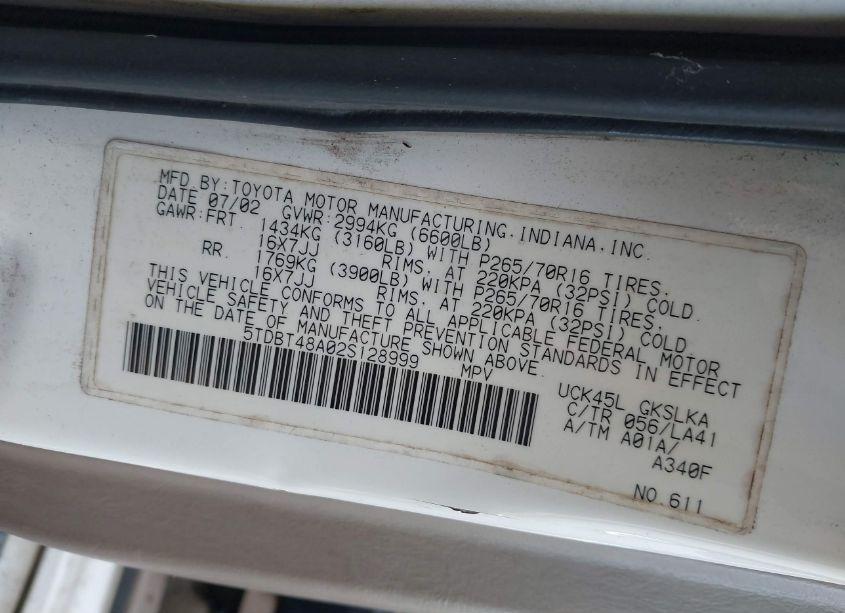 MFD BY:TOYOTA MOTOR MANUFACTURING.INDIANA.INC
DATE 07/02 GVWR:2994KG (6600LB)
GAWR:FRT 1434KG (3160LB) WITH P265/70R16 TIRES.
16X7JJ RIMS. AT 220KPA (32PSI) COLD
RR. 1769KG (3900LB) WITH P265/70R16 TIRES.
16X7JJ RIMS. AT 220KPA (32PSI) COLD
THIS VEHICLE CONFORMS TO ALL APPLICABLE FEDERAL MOTOR
VEHICLE SAFETY AND THEFT PREVENTION STANDARDS IN EFFECT
ON THE DATE OF MANUFACTURE SHOWN ABOVE.
5TDBT48A02S128999 MPV
UCK45L GKSLKA
C/TR 056/LA41
A/TM A01A/
A340F
NO.611